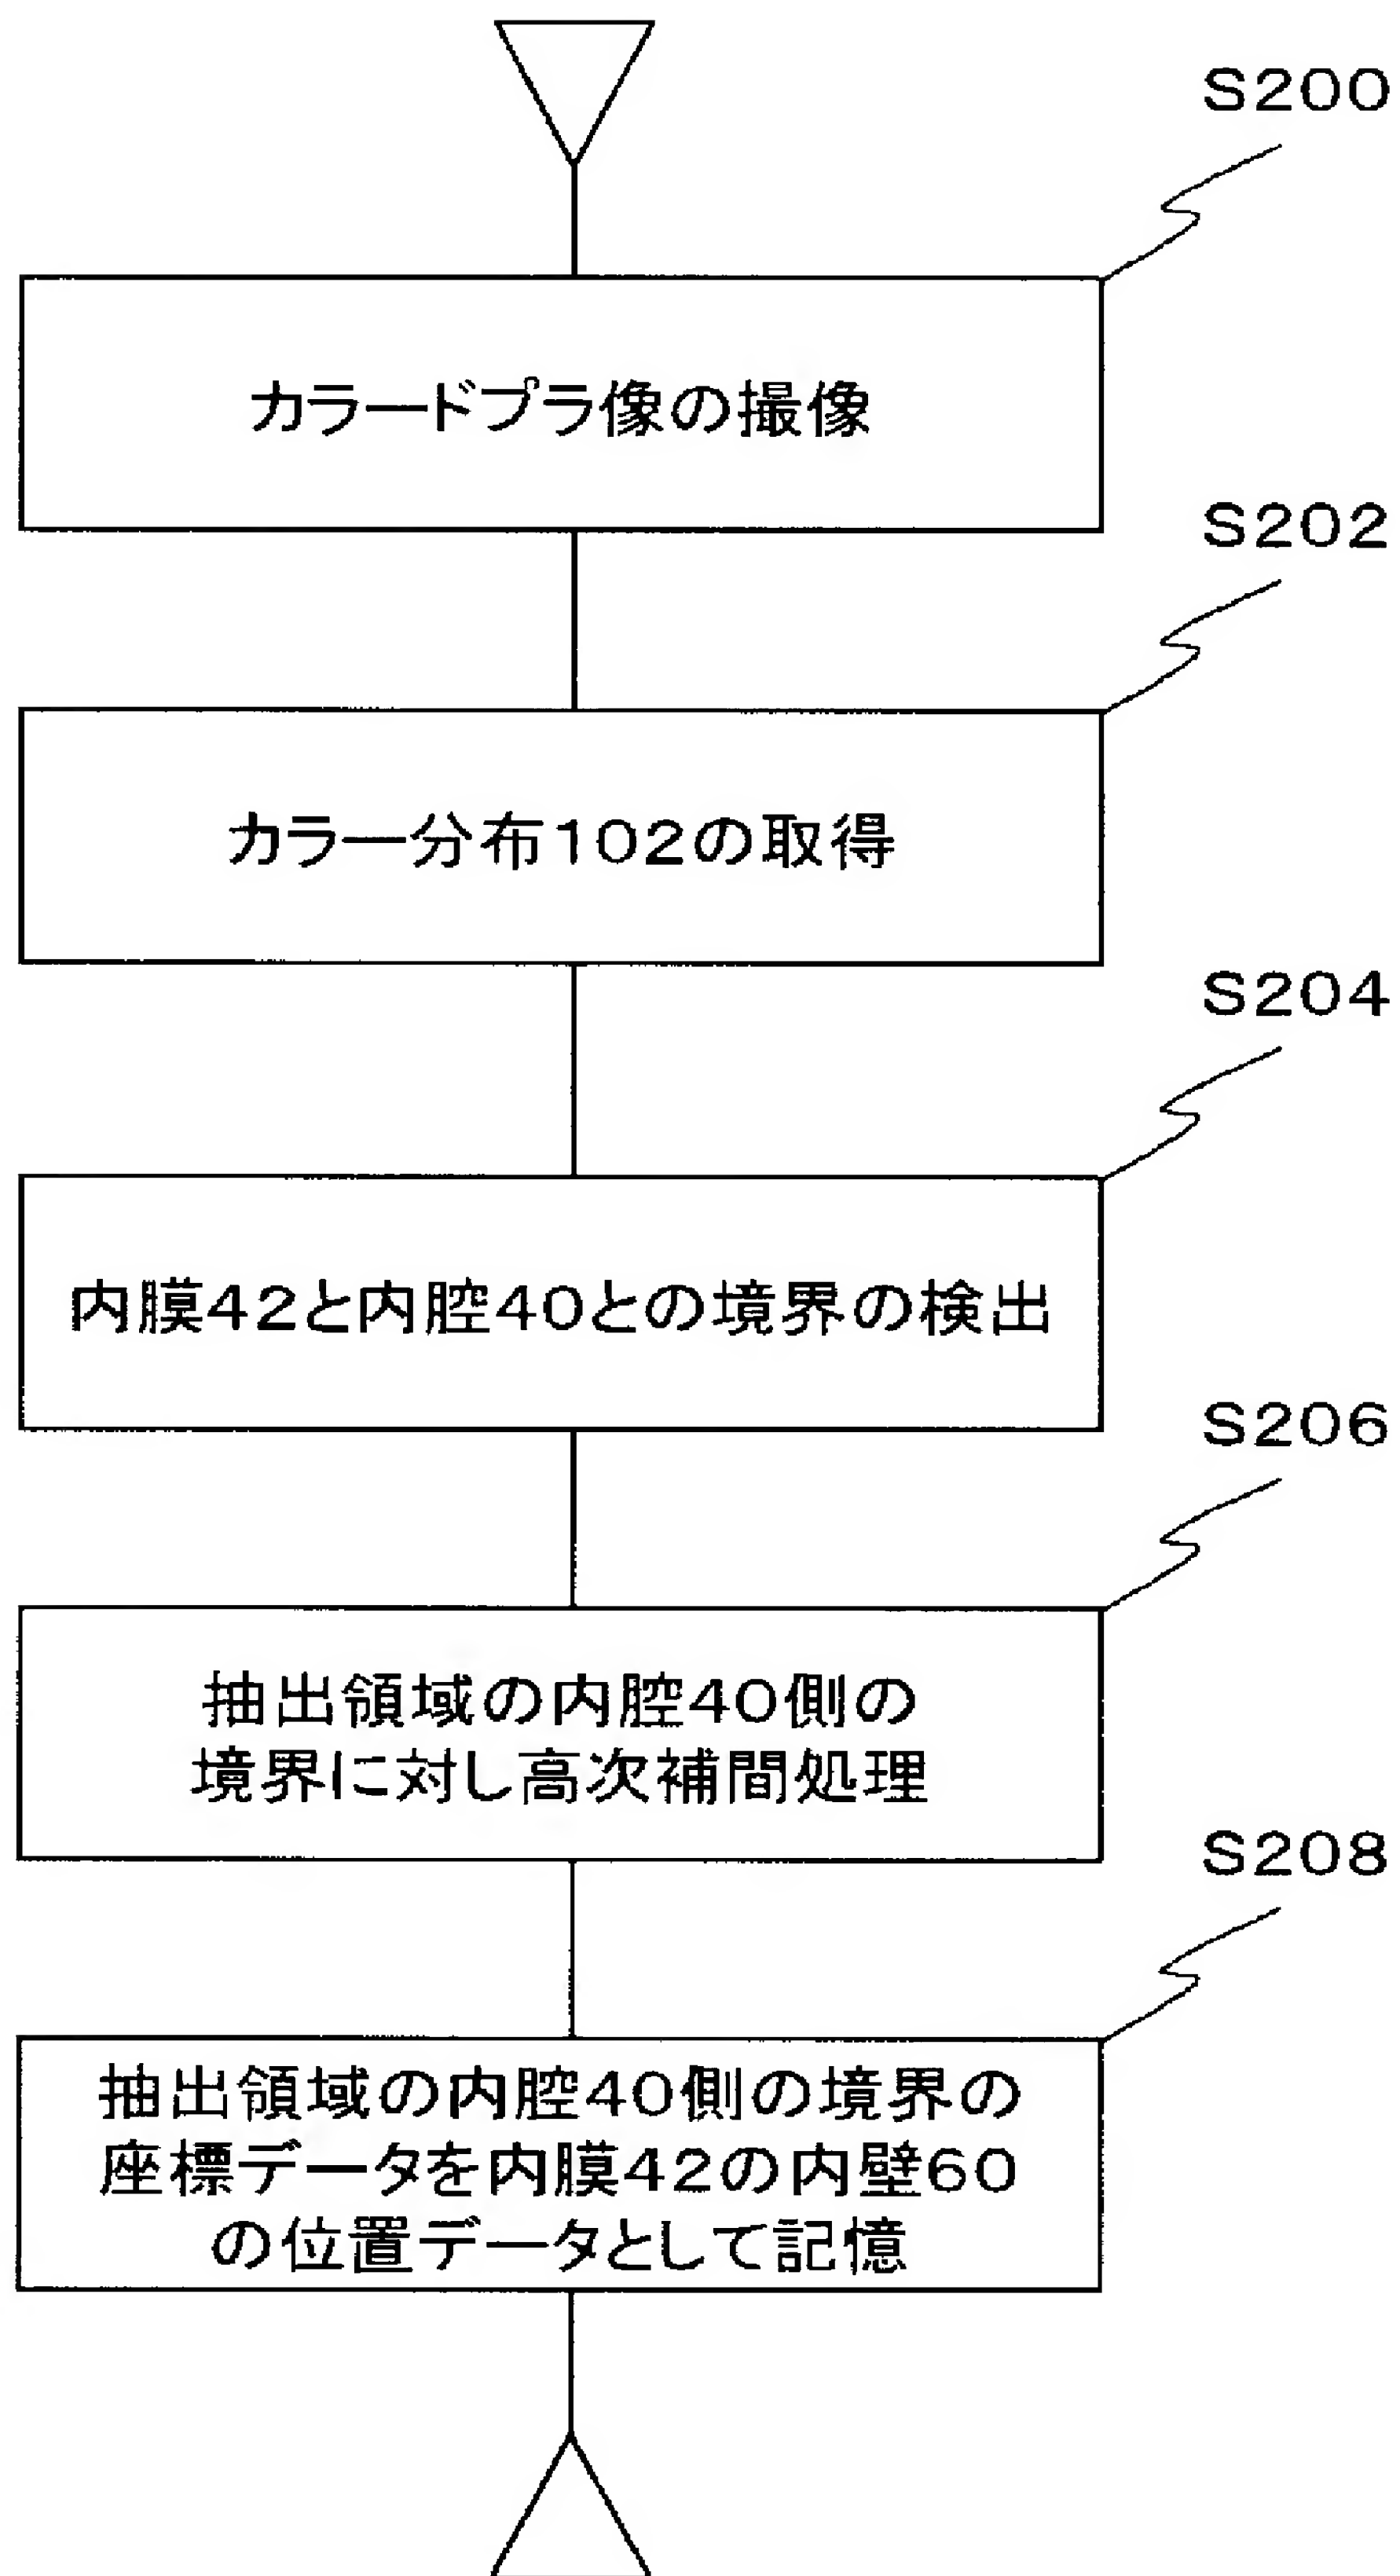 S200
カラードプラ像の撮像
S202
カラー分布102の取得
S204
内膜42と内腔40との境界の検出
S206
抽出領域の内腔40側の
境界に対し高次補間処理
S208
抽出領域の内腔40側の境界の
座標データを内膜42の内壁60
の位置データとして記憶